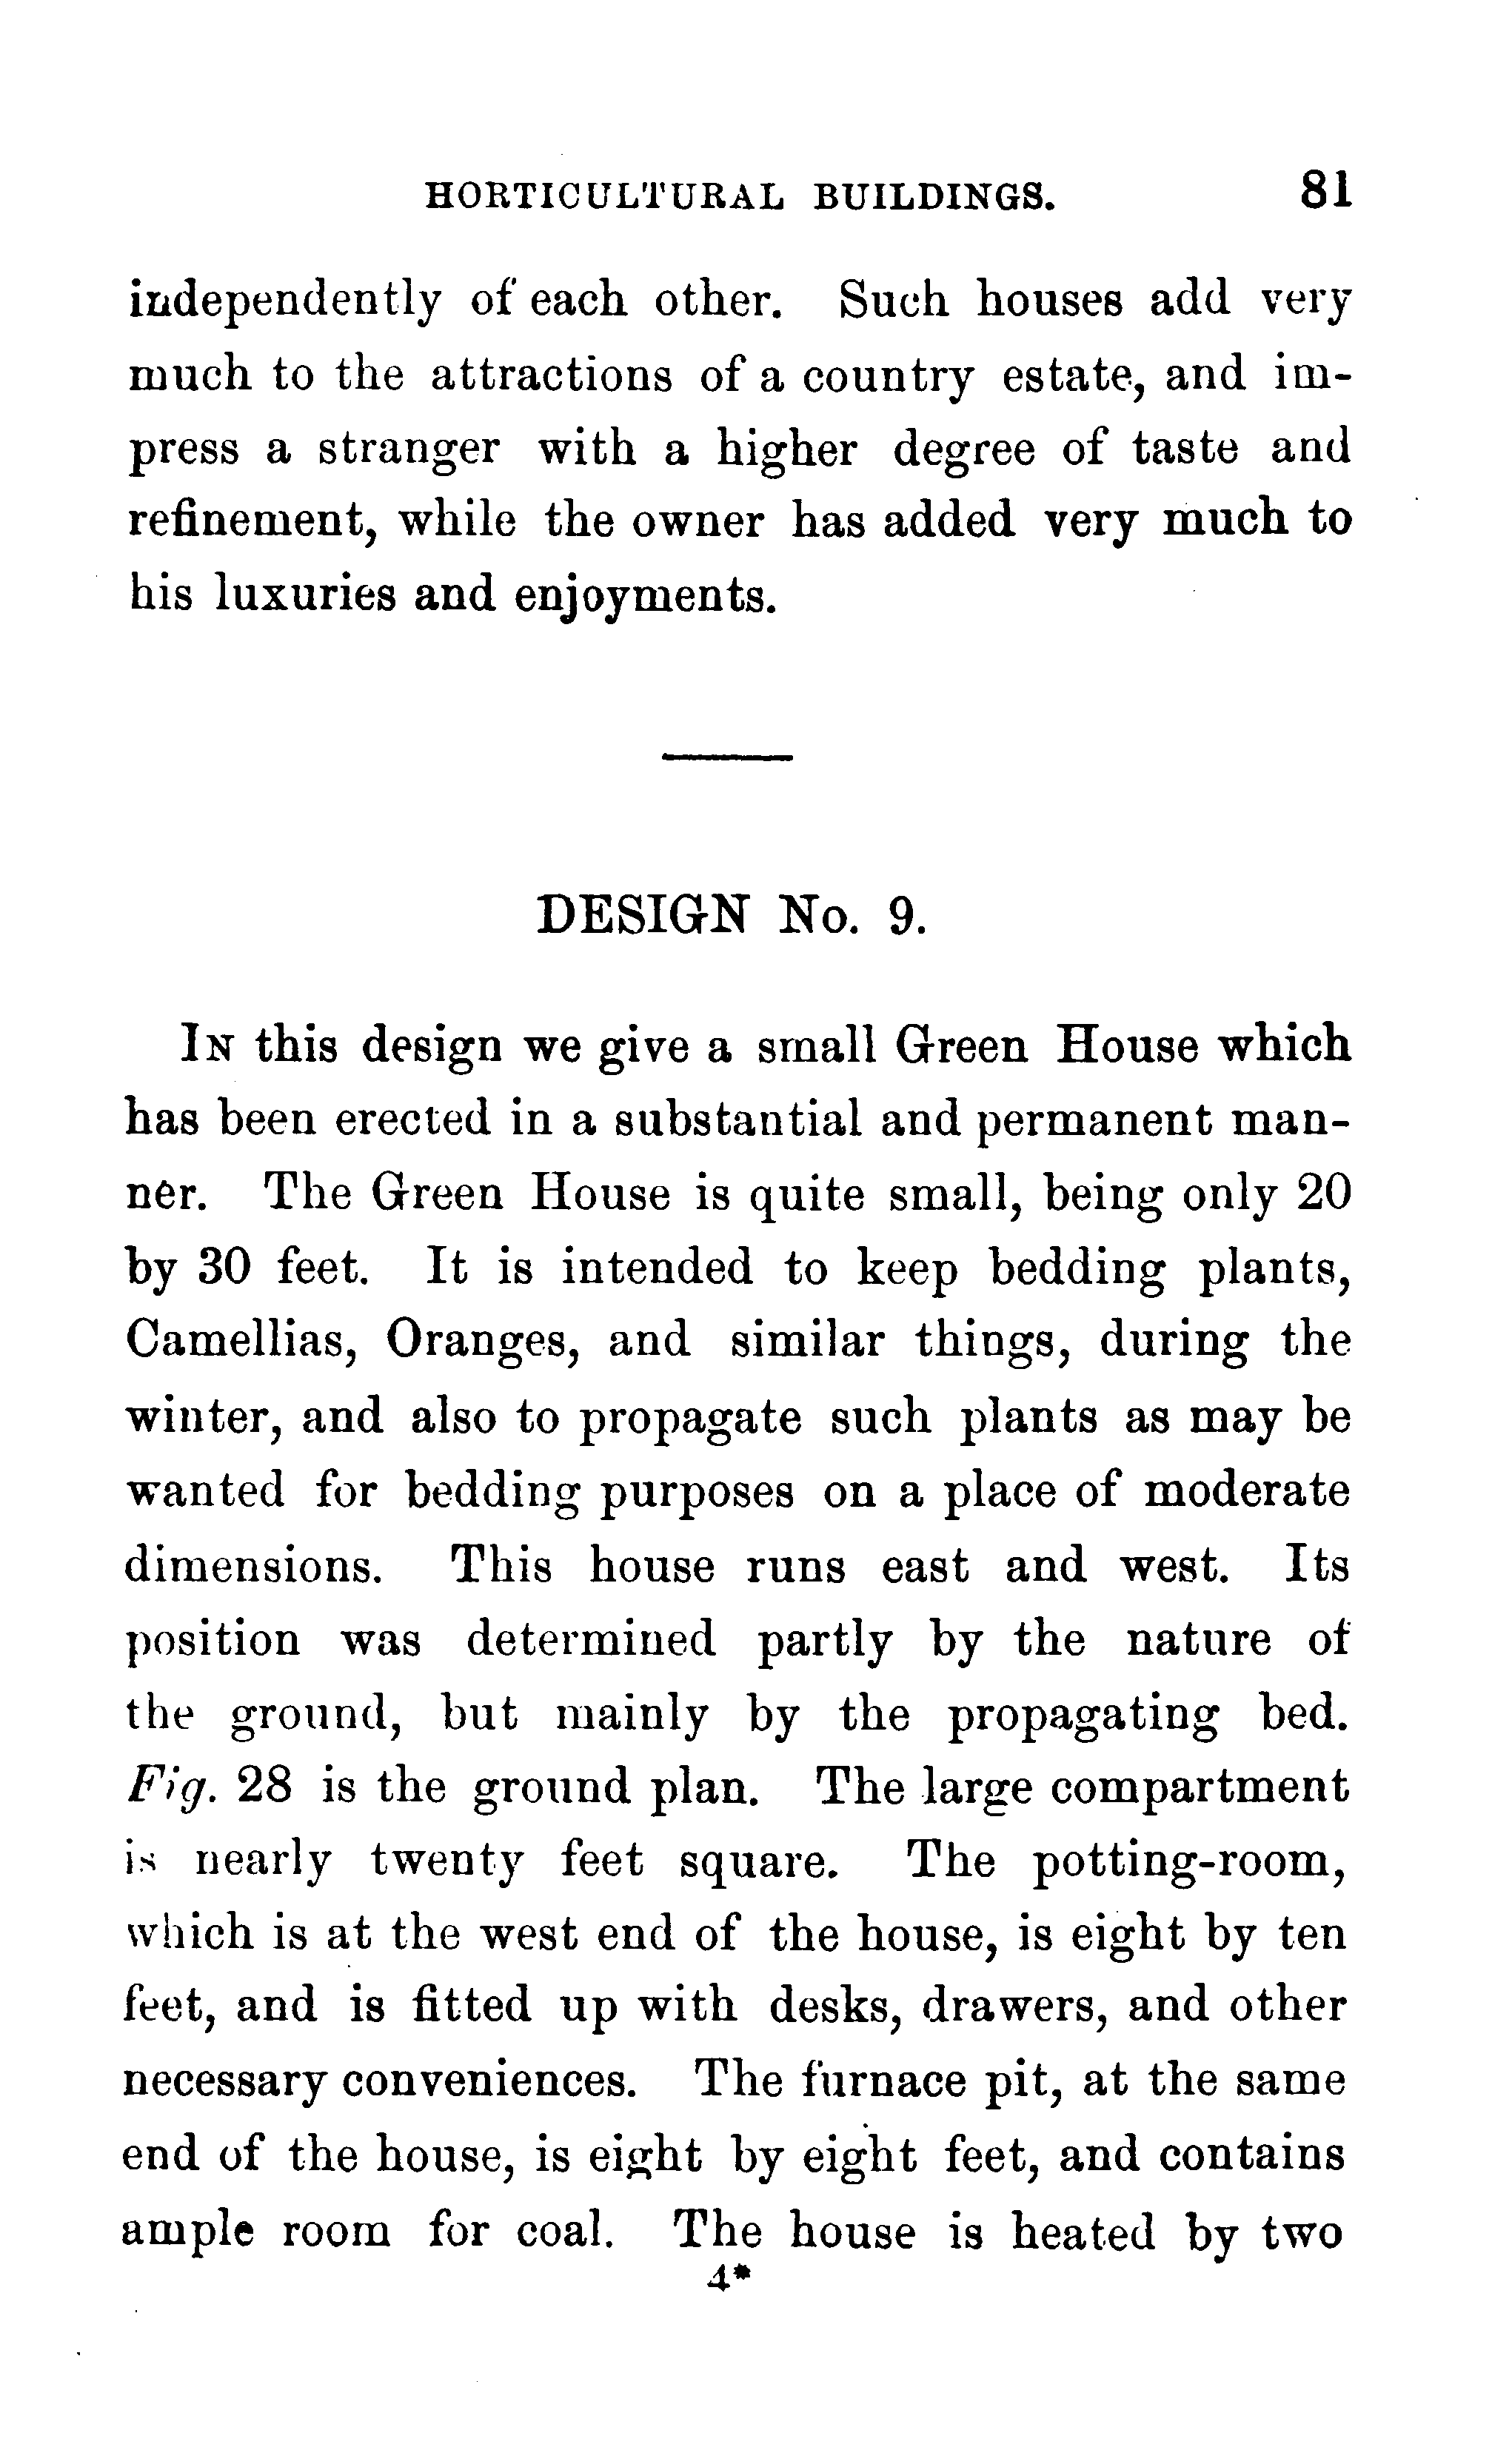 HORTICULTURAL BUILDINGS. 81
independently of each other. Such houses add very
much to the attractions of a country estate, and im-
press a stranger with a higher degree of taste and
refinement, while the owner has added very much to
his luxuries and enjoyments.
DESIGN No. 9.
In this design we give a small Green House which
has been erected in a substantial and permanent man-
ner. The Green House is quite small, being only 20
by 30 feet. It is intended to keep bedding plants,
Camellias, Oranges, and similar things, during the
winter, and also to propagate such plants as may be
wanted for bedding purposes on a place of moderate
dimensions. This house runs east and west. Its
position was determined partly by the nature of
the ground, but mainly by the propagating bed.
Fig. 28 is the ground plan. The large compartment
is nearly twenty feet square. The potting-room,
which is at the west end of the house, is eight by ten
feet, and is fitted up with desks, drawers, and other
necessary conveniences. The furnace pit, at the same
end of the house, is eight by eight feet, and contains
ample room for coal. The house is heated by two
4*